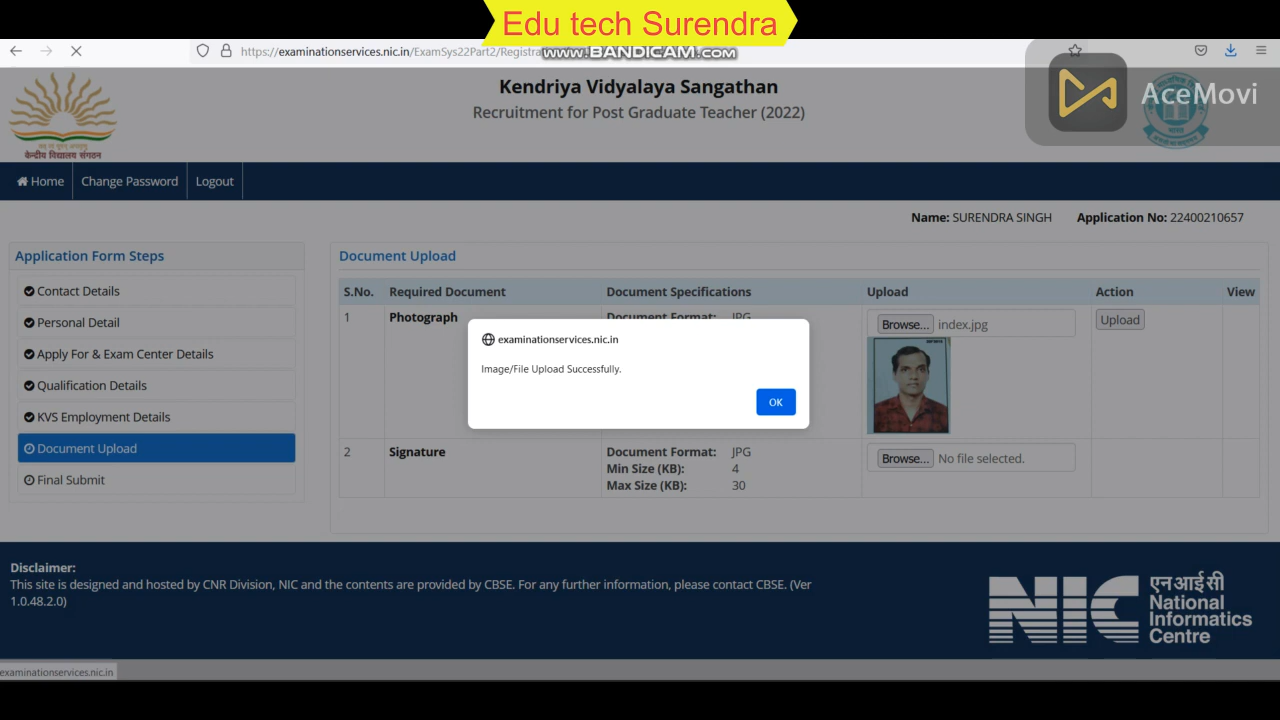 Edu tech Surendra
https://examinationservices.nic.in/ExamSys22Part2/Registra
www.BANDICAM.com
AceMovi
Kendriya Vidyalaya Sangathan
Recruitment for Post Graduate Teacher (2022)
केन्द्रीय विद्यालय संगठन
भारत
Home Change Password Logout
Name: SURENDRA SINGH Application No: 22400210657
Application Form Steps
Contact Details
Personal Detail
Apply For & Exam Center Details
Qualification Details
KVS Employment Details
Document Upload
Final Submit
Document Upload
S.No. Required Document Document Specifications Upload Action View
1 Photograph Document Format: JPG Browse... index.jpg Upload
examinationservices.nic.in
Image/File Upload Successfully.
OK
2 Signature Document Format: JPG Browse... No file selected.
Min Size (KB): 4
Max Size (KB): 30
Disclaimer:
This site is designed and hosted by CNR Division, NIC and the contents are provided by CBSE. For any further information, please contact CBSE. (Ver
1.0.48.2.0)
NIC
एन आई सी
National
Informatics
Centre
examinationservices.nic.in